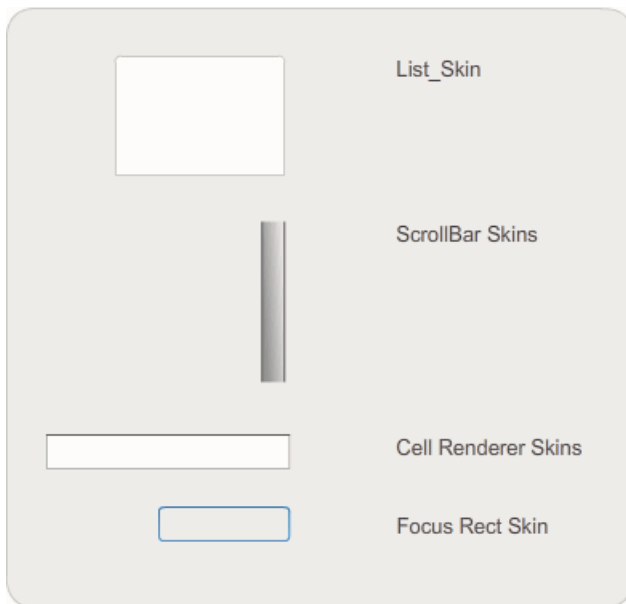 List_Skin
ScrollBar Skins
Cell Renderer Skins
Focus Rect Skin